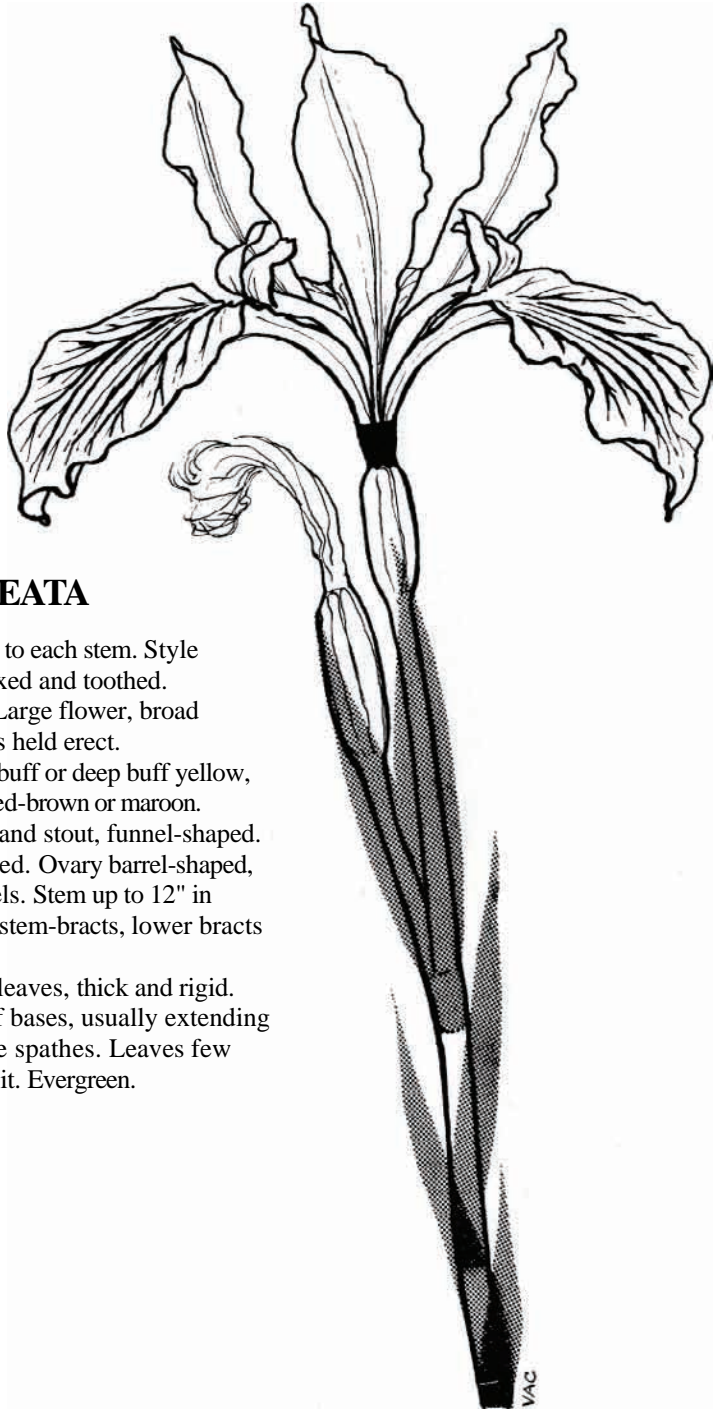 EATA
to each stem. Style
xed and toothed.
Large flower, broad
s held erect.
buff or deep buff yellow,
ed-brown or maroon.
and stout, funnel-shaped.
ed. Ovary barrel-shaped,
els. Stem up to 12" in
stem-bracts, lower bracts
leaves, thick and rigid.
f bases, usually extending
e spathes. Leaves few
it. Evergreen.
VAC